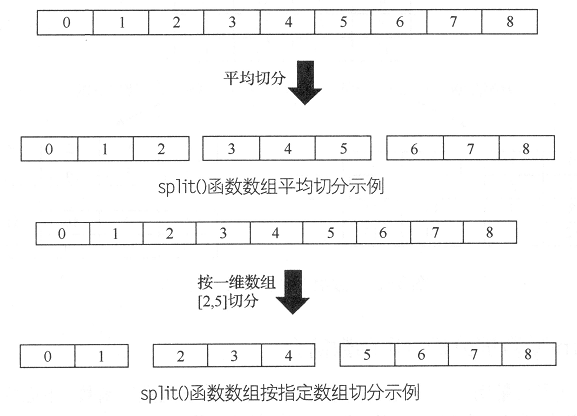 0 1 2 3 4 5 6 7 8
平均切分
0 1 2 3 4 5 6 7 8
split()函数数组平均切分示例
0 1 2 3 4 5 6 7 8
按一维数组
[2,5]切分
0 1 2 3 4 5 6 7 8
split()函数数组按指定数组切分示例